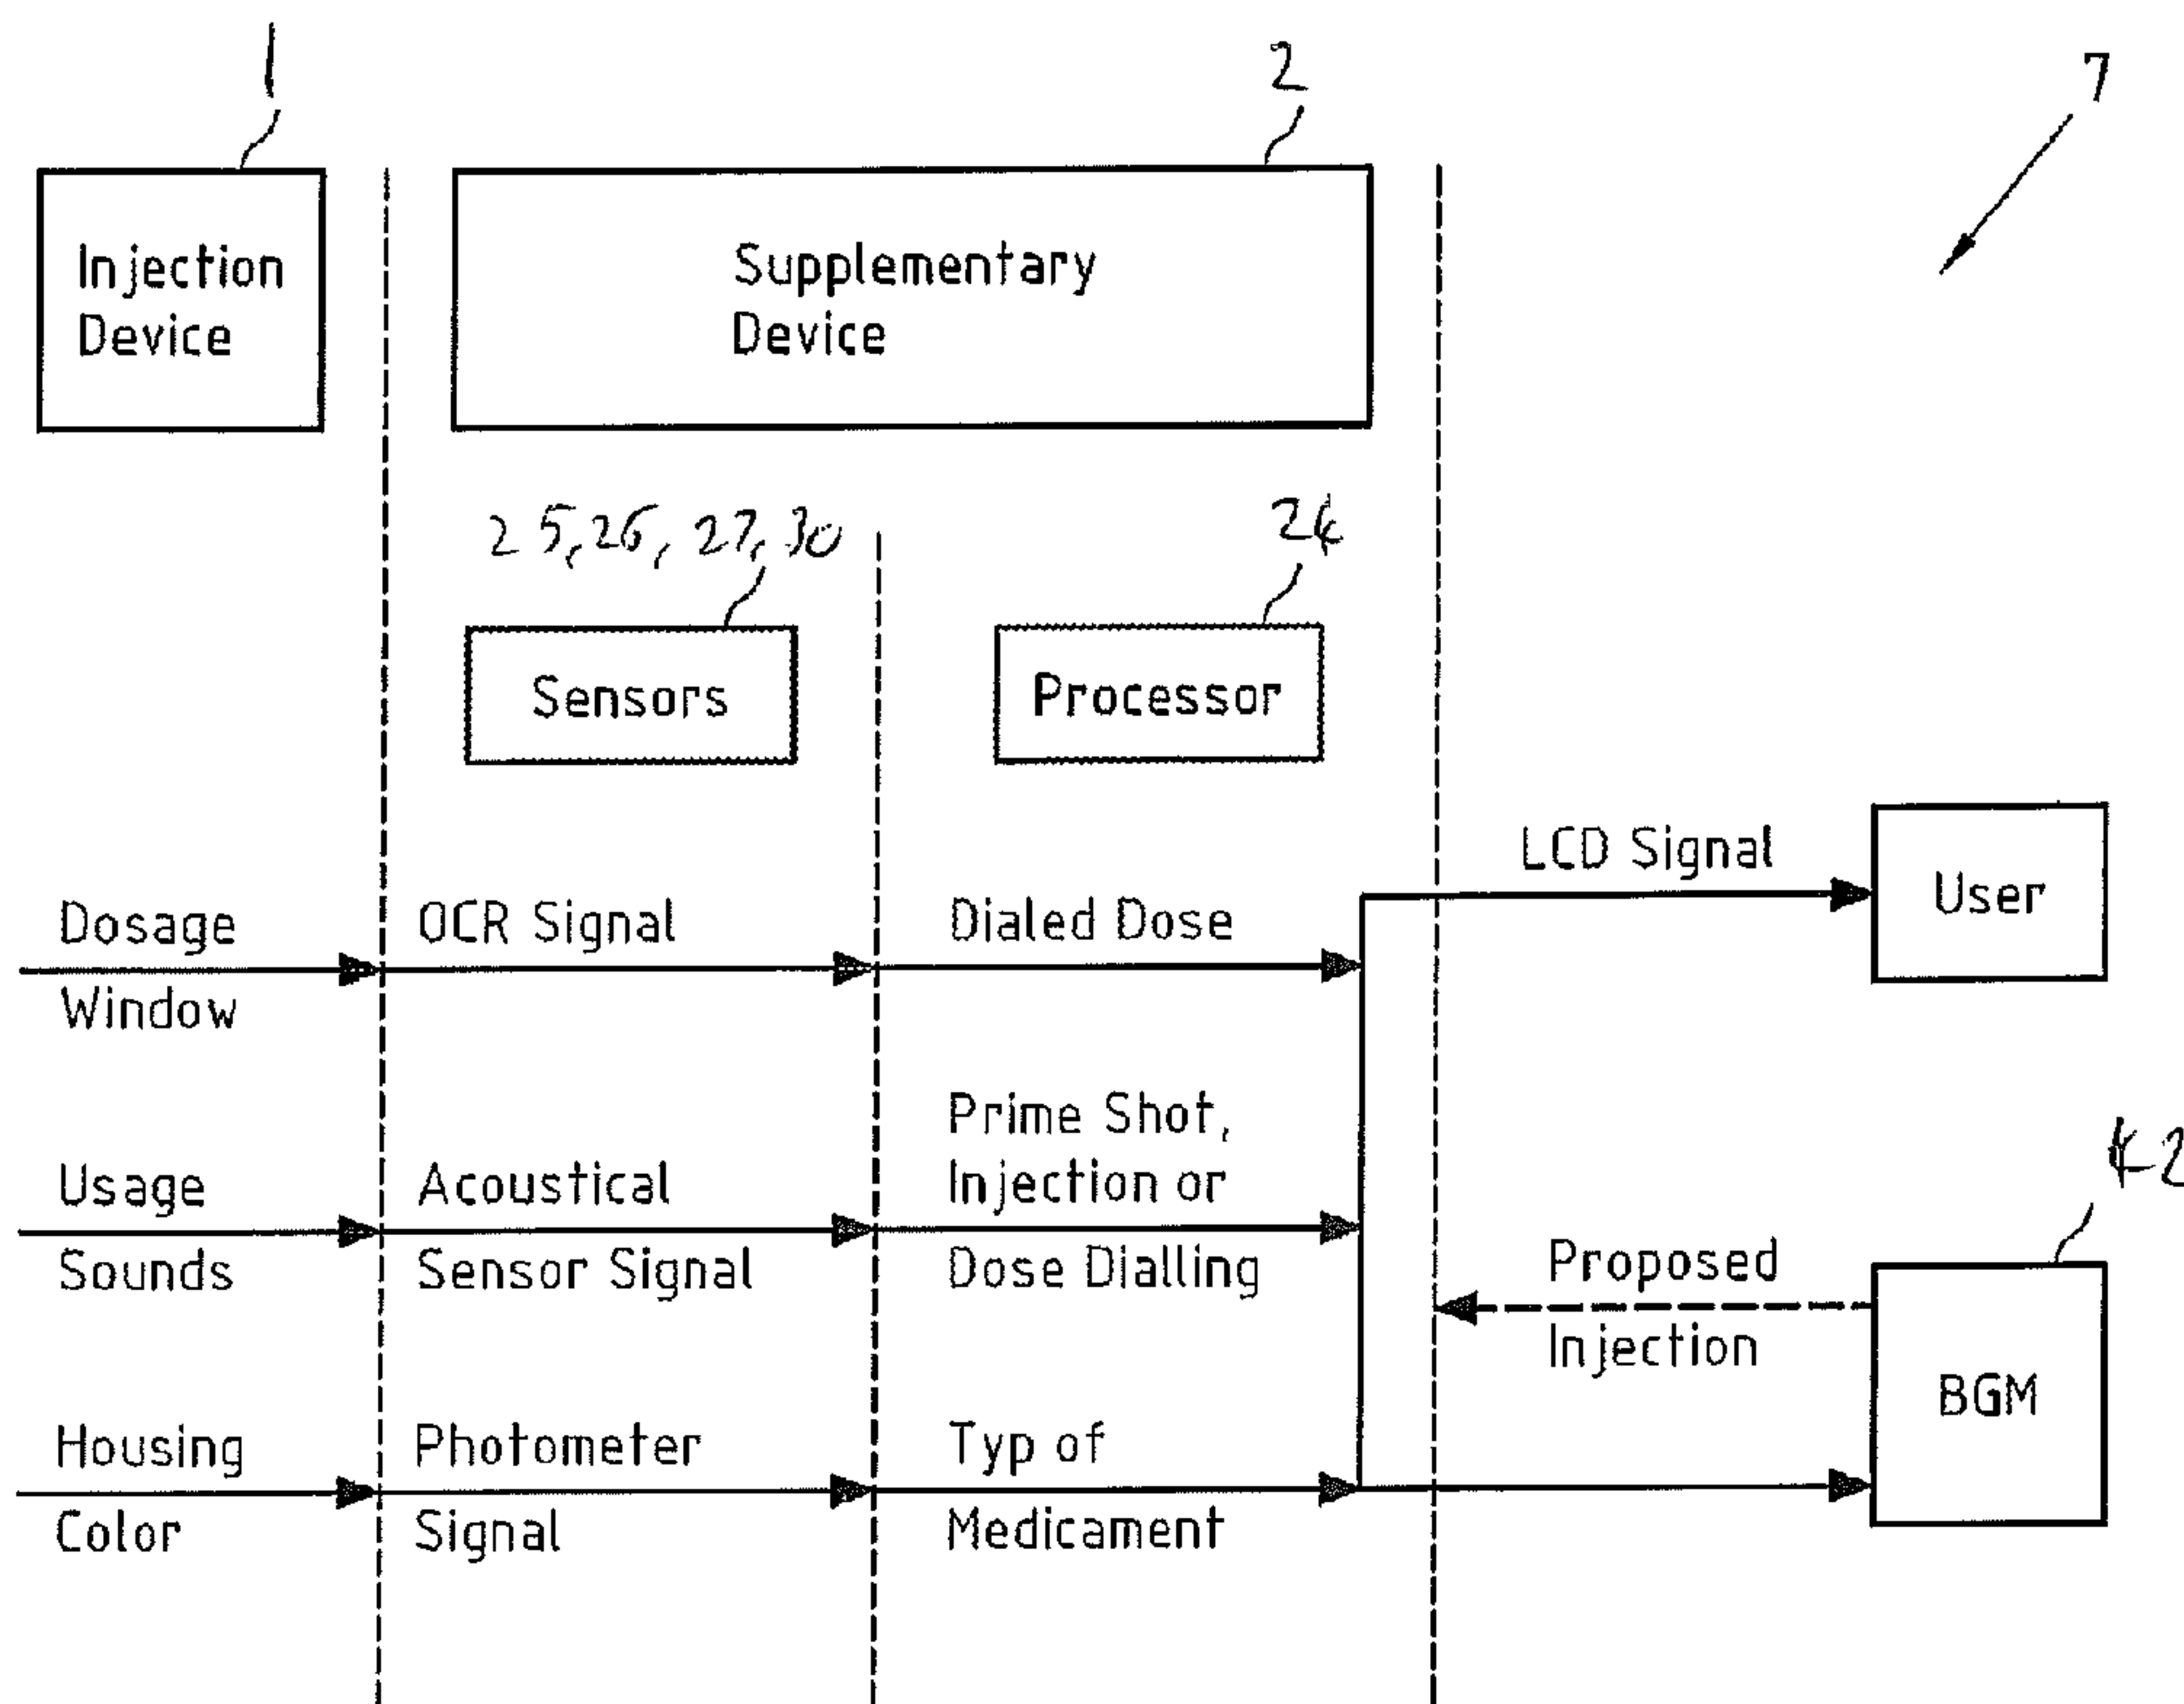 1
2
7
Injection
Device
Supplementary
Device
25, 26, 27, 30
24
Sensors
Processor
LCD Signal
User
Dosage
Window
OCR Signal
Dialed Dose
Usage
Sounds
Acoustical
Sensor Signal
Prime Shot,
Injection or
Dose Dialling
42
Proposed
Injection
BGM
Housing
Color
Photometer
Signal
Typ of
Medicament